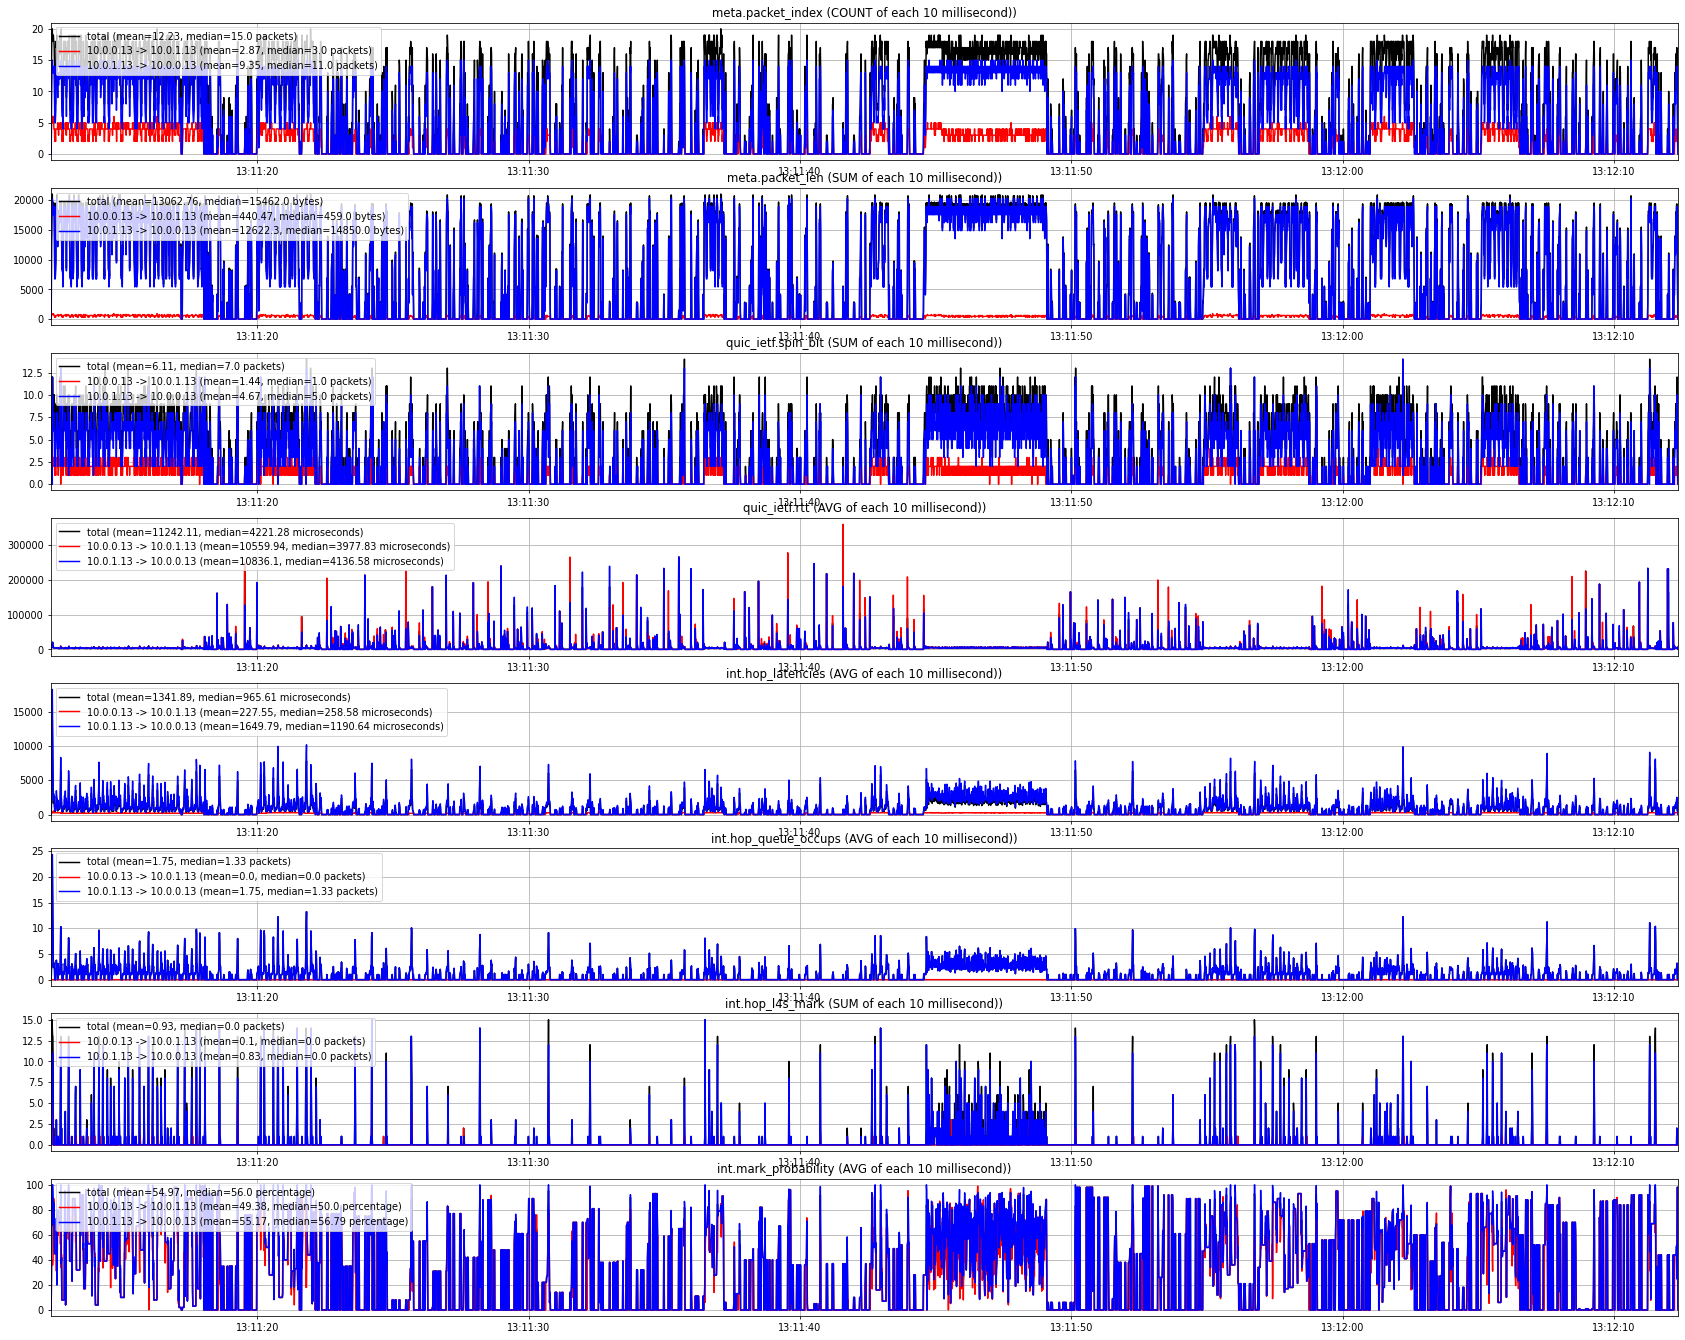 meta.packet_index (COUNT of each 10 millisecond))
20
15
10
5
0
total (mean=12.23, median=15.0 packets)
10.0.0.13 -> 10.0.1.13 (mean=2.87, median=3.0 packets)
10.0.1.13 -> 10.0.0.13 (mean=9.35, median=11.0 packets)
13:11:20 13:11:30 13:11:40 13:11:50 13:12:00 13:12:10
meta.packet_len (SUM of each 10 millisecond))
20000
15000
10000
5000
0
total (mean=13062.76, median=15462.0 bytes)
10.0.0.13 -> 10.0.1.13 (mean=440.47, median=459.0 bytes)
10.0.1.13 -> 10.0.0.13 (mean=12622.3, median=14850.0 bytes)
13:11:20 13:11:30 13:11:40 13:11:50 13:12:00 13:12:10
quic_ietf.spin_bit (SUM of each 10 millisecond))
12.5
10.0
7.5
5.0
2.5
0.0
total (mean=6.11, median=7.0 packets)
10.0.0.13 -> 10.0.1.13 (mean=1.44, median=1.0 packets)
10.0.1.13 -> 10.0.0.13 (mean=4.67, median=5.0 packets)
13:11:20 13:11:30 13:11:40 13:11:50 13:12:00 13:12:10
quic_ietf.rtt (AVG of each 10 millisecond))
300000
200000
100000
0
total (mean=11242.11, median=4221.28 microseconds)
10.0.0.13 -> 10.0.1.13 (mean=10559.94, median=3977.83 microseconds)
10.0.1.13 -> 10.0.0.13 (mean=10836.1, median=4136.58 microseconds)
13:11:20 13:11:30 13:11:40 13:11:50 13:12:00 13:12:10
int.hop_latencies (AVG of each 10 millisecond))
15000
10000
5000
0
total (mean=1341.89, median=965.61 microseconds)
10.0.0.13 -> 10.0.1.13 (mean=227.55, median=258.58 microseconds)
10.0.1.13 -> 10.0.0.13 (mean=1649.79, median=1190.64 microseconds)
13:11:20 13:11:30 13:11:40 13:11:50 13:12:00 13:12:10
int.hop_queue_occups (AVG of each 10 millisecond))
25
20
15
10
5
0
total (mean=1.75, median=1.33 packets)
10.0.0.13 -> 10.0.1.13 (mean=0.0, median=0.0 packets)
10.0.1.13 -> 10.0.0.13 (mean=1.75, median=1.33 packets)
13:11:20 13:11:30 13:11:40 13:11:50 13:12:00 13:12:10
int.hop_l4s_mark (SUM of each 10 millisecond))
15.0
12.5
10.0
7.5
5.0
2.5
0.0
total (mean=0.93, median=0.0 packets)
10.0.0.13 -> 10.0.1.13 (mean=0.1, median=0.0 packets)
10.0.1.13 -> 10.0.0.13 (mean=0.83, median=0.0 packets)
13:11:20 13:11:30 13:11:40 13:11:50 13:12:00 13:12:10
int.mark_probability (AVG of each 10 millisecond))
100
80
60
40
20
0
total (mean=54.97, median=56.0 percentage)
10.0.0.13 -> 10.0.1.13 (mean=49.38, median=50.0 percentage)
10.0.1.13 -> 10.0.0.13 (mean=55.17, median=56.79 percentage)
13:11:20 13:11:30 13:11:40 13:11:50 13:12:00 13:12:10